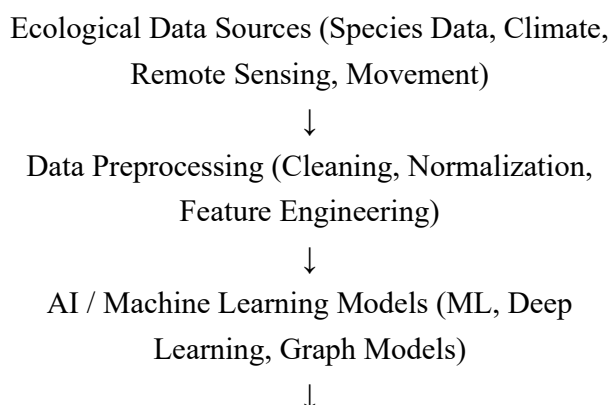 Ecological Data Sources (Species Data, Climate,
Remote Sensing, Movement)
↓
Data Preprocessing (Cleaning, Normalization,
Feature Engineering)
↓
AI / Machine Learning Models (ML, Deep
Learning, Graph Models)
↓